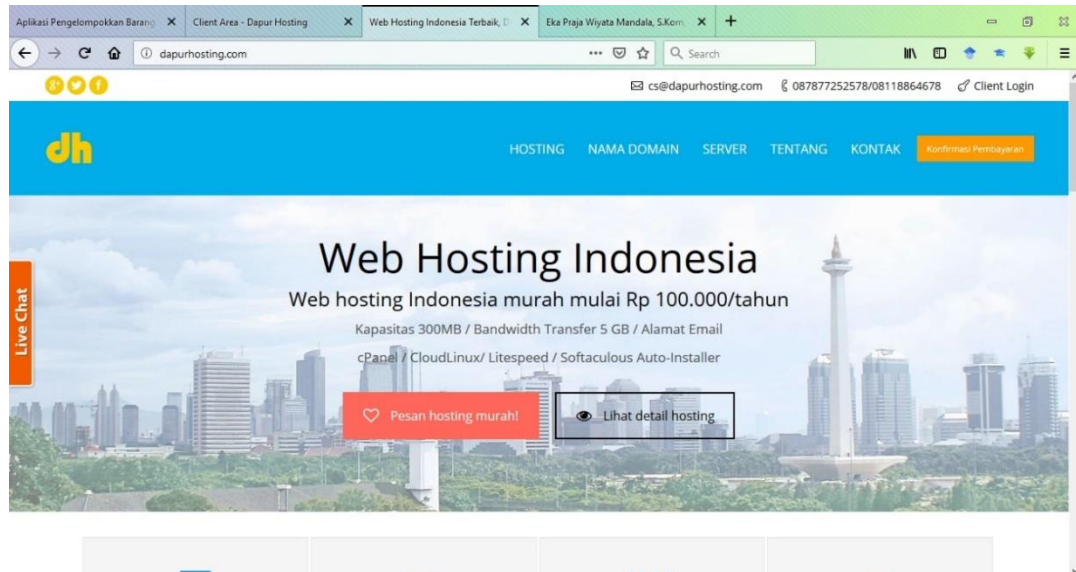 Aplikasi Pengelompokkan Barang
Client Area - Dapur Hosting
Web Hosting Indonesia Terbaik, D
Eka Praja Wiyata Mandala, S.Kom,
dapurhosting.com
Search
cs@dapurhosting.com
087877252578/08118864678
Client Login
dh
HOSTING
NAMA DOMAIN
SERVER
TENTANG
KONTAK
Konfirmasi Pembayaran
Web Hosting Indonesia
Web hosting Indonesia murah mulai Rp 100.000/tahun
Kapasitas 300MB / Bandwidth Transfer 5 GB / Alamat Email
cPanel / CloudLinux/ Litespeed / Softaculous Auto-Installer
Pesan hosting murah!
Lihat detail hosting
Live Chat